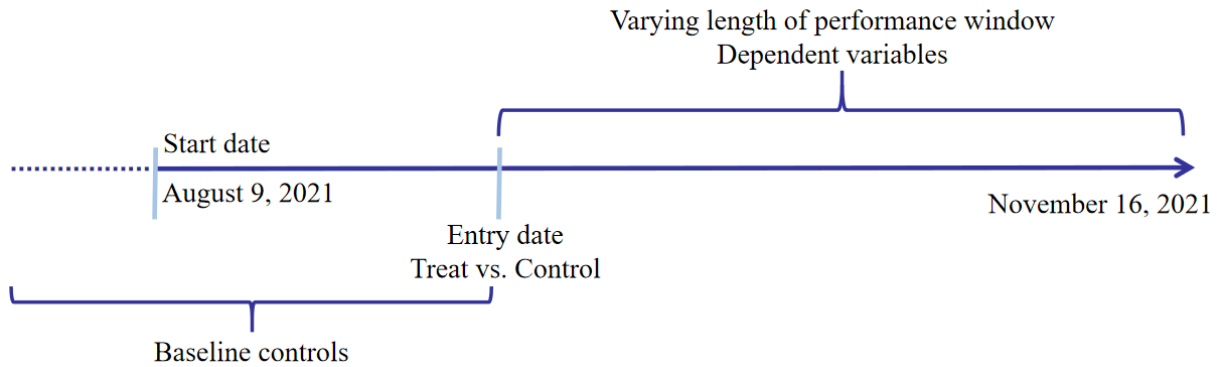 Varying length of performance window
Dependent variables
Start date
August 9, 2021
November 16, 2021
Entry date
Treat vs. Control
Baseline controls